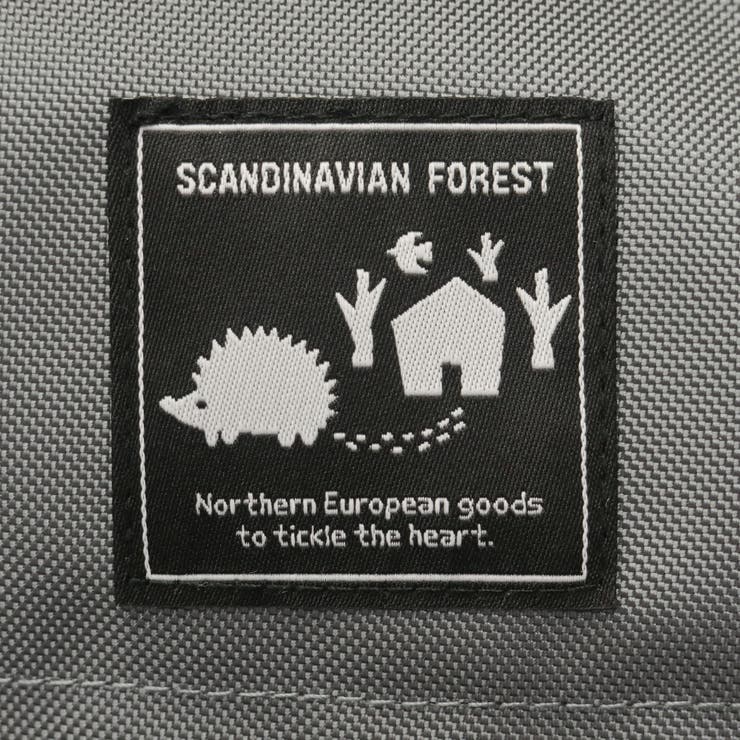 SCANDINAVIAN FOREST
Northern European goods
to tickle the heart.